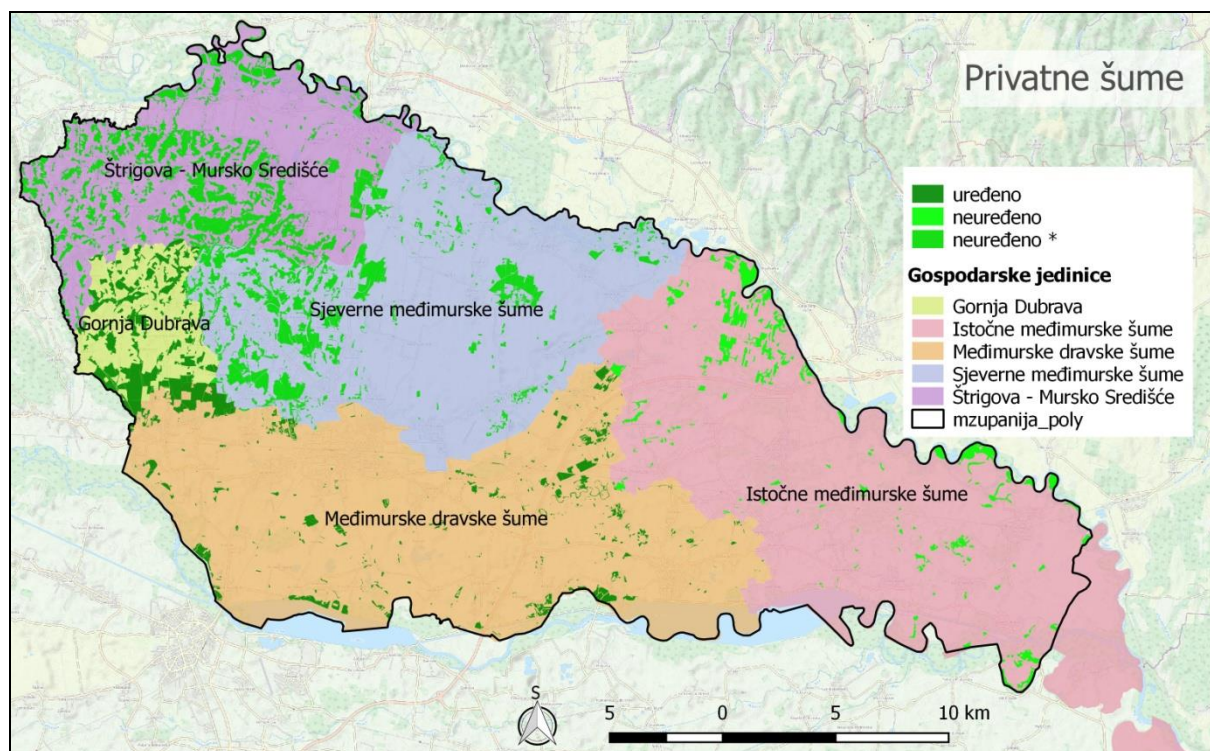 Privatne šume
uređeno
neuređeno
neuređeno *
Gospodarske jedinice
Gornja Dubrava
Istočne međimurske šume
Međimurske dravske šume
Sjeverne međimurske šume
Štrigova - Mursko Središće
mzupanija_poly
Štrigova - Mursko Središće
Sjeverne međimurske šume
Gornja Dubrava
Istočne međimurske šume
Međimurske dravske šume
S
5 0 5 10 km